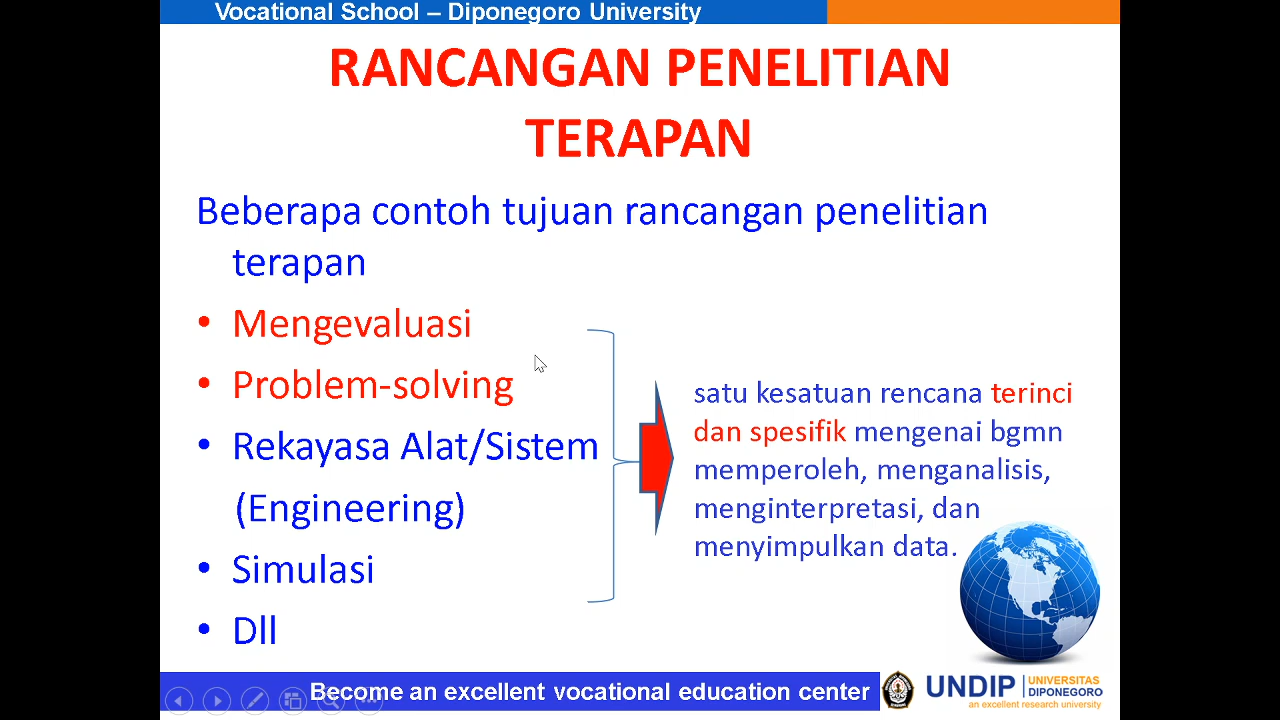 Vocational School – Diponegoro University
RANCANGAN PENELITIAN
TERAPAN
Beberapa contoh tujuan rancangan penelitian
terapan
• Mengevaluasi
• Problem-solving
• Rekayasa Alat/Sistem
(Engineering)
• Simulasi
• Dll
satu kesatuan rencana terinci
dan spesifik mengenai bgmn
memperoleh, menganalisis,
menginterpretasi, dan
menyimpulkan data.
Become an excellent vocational education center
UNDIP
UNIVERSITAS
DIPONEGORO
an excellent research university